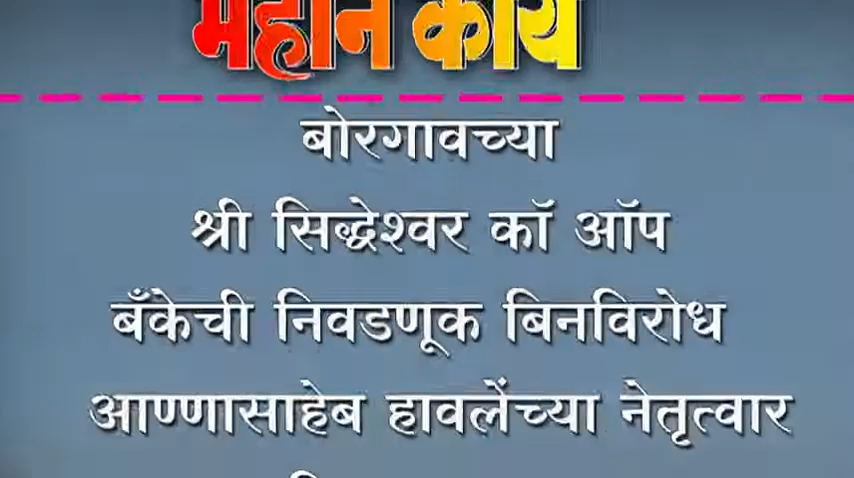 महान कार्य
बोरगावच्या
श्री सिद्धेश्वर कॉ ऑप
बँकेची निवडणूक बिनविरोध
आण्णासाहेब हावलेंच्या नेतृत्वार